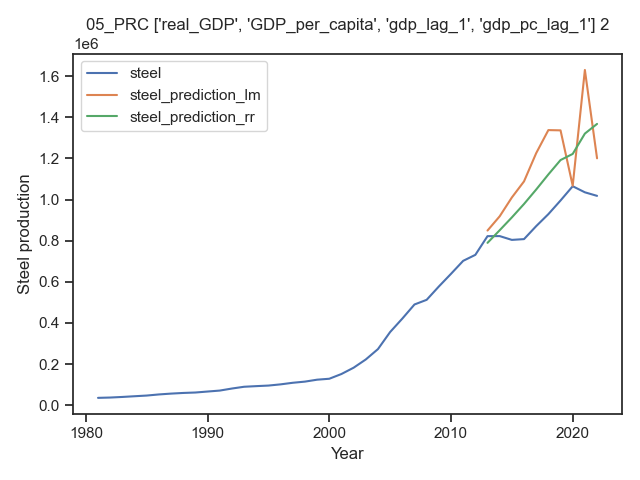 05_PRC ['real_GDP', 'GDP_per_capita', 'gdp_lag_1', 'gdp_pc_lag_1'] 2
1e6
steel
steel_prediction_lm
steel_prediction_rr
1.6
1.4
1.2
1.0
0.8
0.6
0.4
0.2
0.0
Steel production
1980
1990
2000
2010
2020
Year